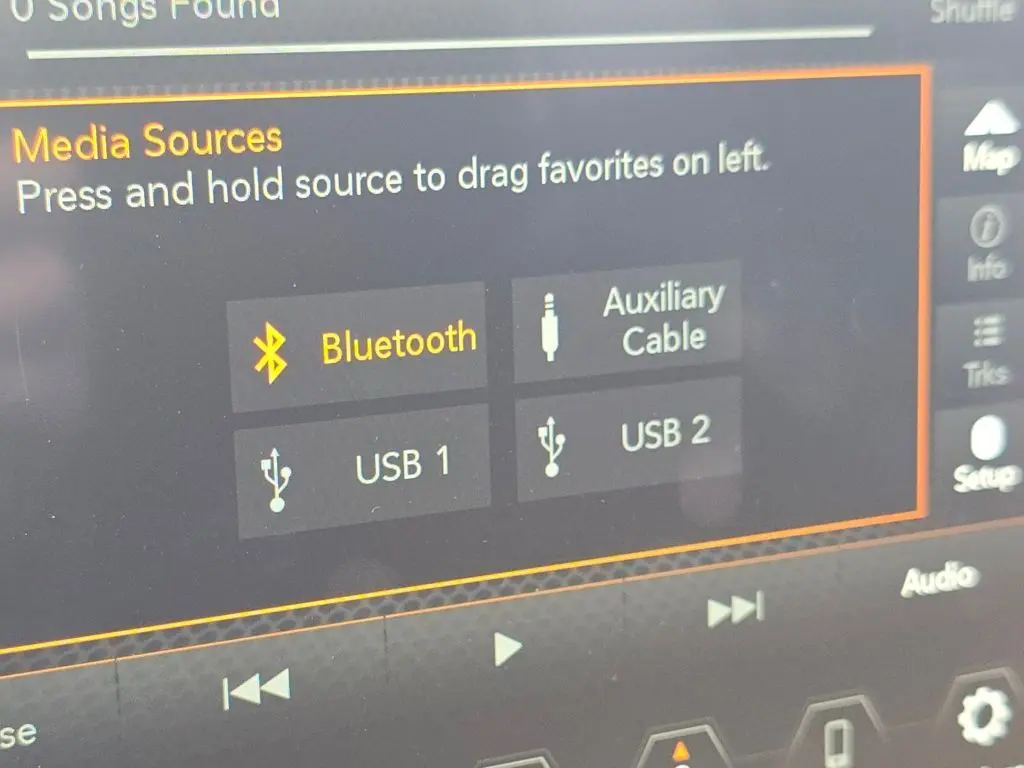 0 Songs Found
Shuffle
Media Sources
Press and hold source to drag favorites on left.
Map
Bluetooth
Auxiliary
Cable
Info
USB 1
USB 2
Trks
Setup
Audio
se